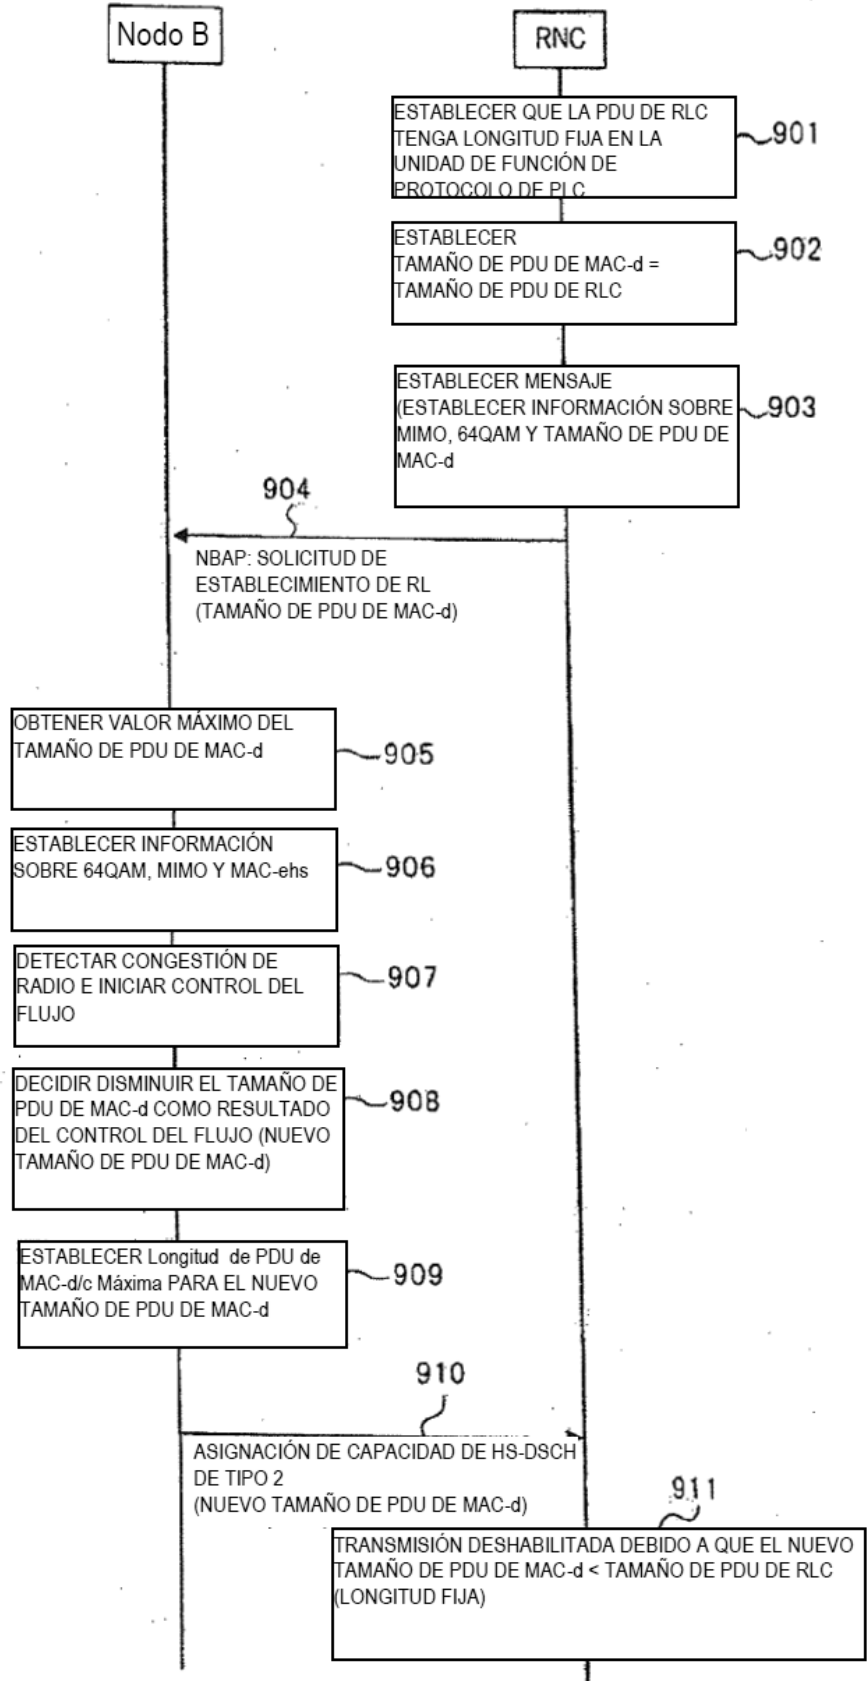 Nodo B
RNC
ESTABLECER QUE LA PDU DE RLC
TENGA LONGITUD FIJA EN LA
UNIDAD DE FUNCIÓN DE
PROTOCOLO DE PLC
901
ESTABLECER
TAMAÑO DE PDU DE MAC-d =
TAMAÑO DE PDU DE RLC
902
ESTABLECER MENSAJE
(ESTABLECER INFORMACIÓN SOBRE
MIMO, 64QAM Y TAMAÑO DE PDU DE
MAC-d
903
904
NBAP: SOLICITUD DE
ESTABLECIMIENTO DE RL
(TAMAÑO DE PDU DE MAC-d)
OBTENER VALOR MÁXIMO DEL
TAMAÑO DE PDU DE MAC-d
905
ESTABLECER INFORMACIÓN
SOBRE 64QAM, MIMO Y MAC-ehs
906
DETECTAR CONGESTIÓN DE
RADIO E INICIAR CONTROL DEL
FLUJO
907
DECIDIR DISMINUIR EL TAMAÑO DE
PDU DE MAC-d COMO RESULTADO
DEL CONTROL DEL FLUJO (NUEVO
TAMAÑO DE PDU DE MAC-d)
908
ESTABLECER Longitud de PDU de
MAC-d/c Máxima PARA EL NUEVO
TAMAÑO DE PDU DE MAC-d
909
910
ASIGNACIÓN DE CAPACIDAD DE HS-DSCH
DE TIPO 2
(NUEVO TAMAÑO DE PDU DE MAC-d)
911
TRANSMISIÓN DESHABILITADA DEBIDO A QUE EL NUEVO
TAMAÑO DE PDU DE MAC-d < TAMAÑO DE PDU DE RLC
(LONGITUD FIJA)